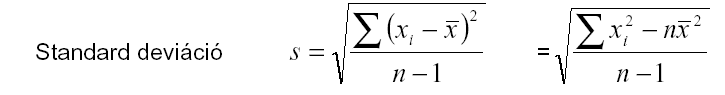 Standard deviáció s = √(∑(xᵢ − x̅)² / (n − 1)) = √((∑xᵢ² − nx̅²) / (n − 1))